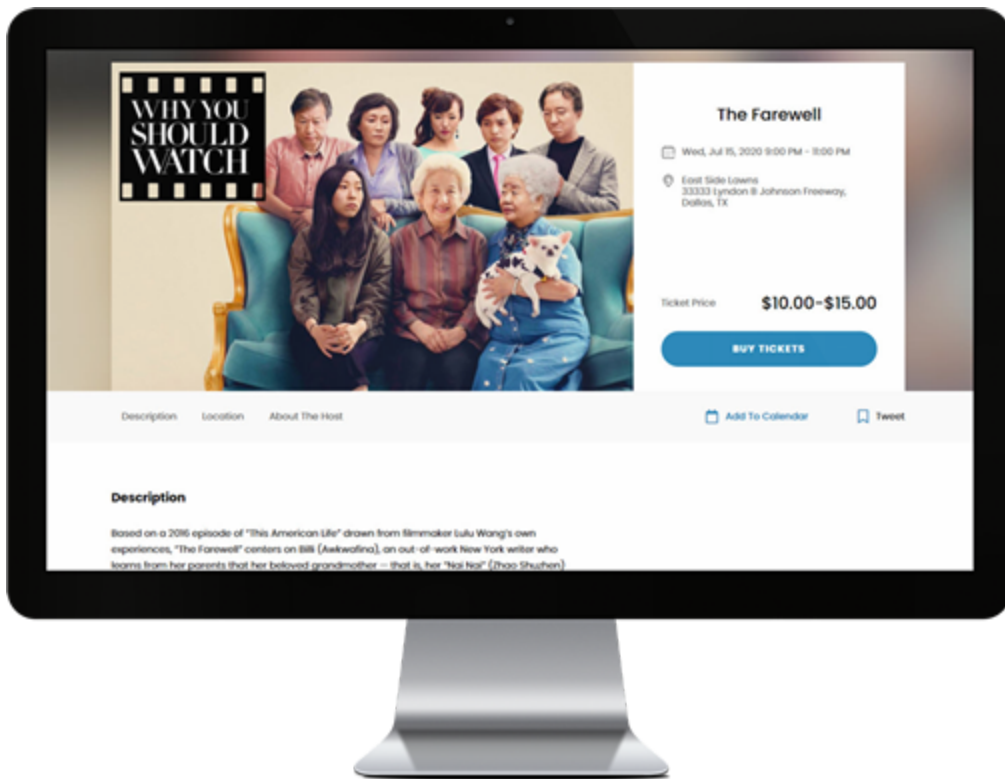 WHY YOU
SHOULD
WATCH
The Farewell
Wed, Jul 15, 2020 9:00 PM - 11:00 PM
East Side Lawns
33333 Lyndon B Johnson Freeway,
Dallas, TX
Ticket Price $10.00-$15.00
BUY TICKETS
Description Location About The Host Add To Calendar Tweet
Description
Based on a 2016 episode of "This American Life" drawn from filmmaker Lulu Wang's own
experiences, "The Farewell" centers on Billi (Awkwafina), an out-of-work New York writer who
learns from her parents that her beloved grandmother — that is, her "Nai Nai" (Zhao Shuzhen)